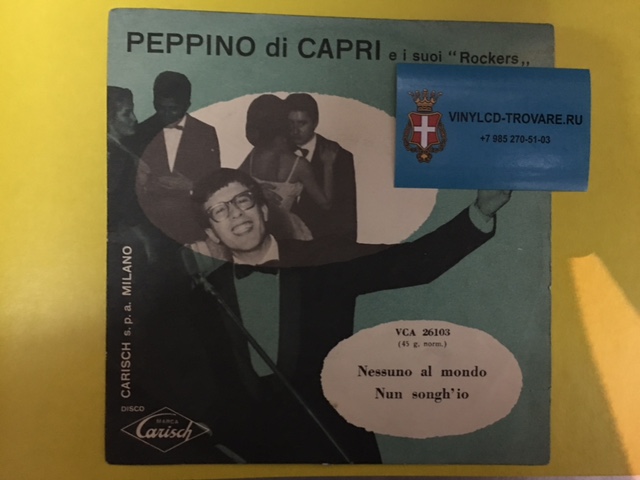 PEPPINO di CAPRI e i suoi "Rockers„
VINYLCD-TROVARE.RU
+7 985 270-51-03
CARISCH s.p.a. MILANO
VCA 26103
(45 g. norm.)
Nessuno al mondo
Nun songh'io
DISCO
MARCA
Carisch